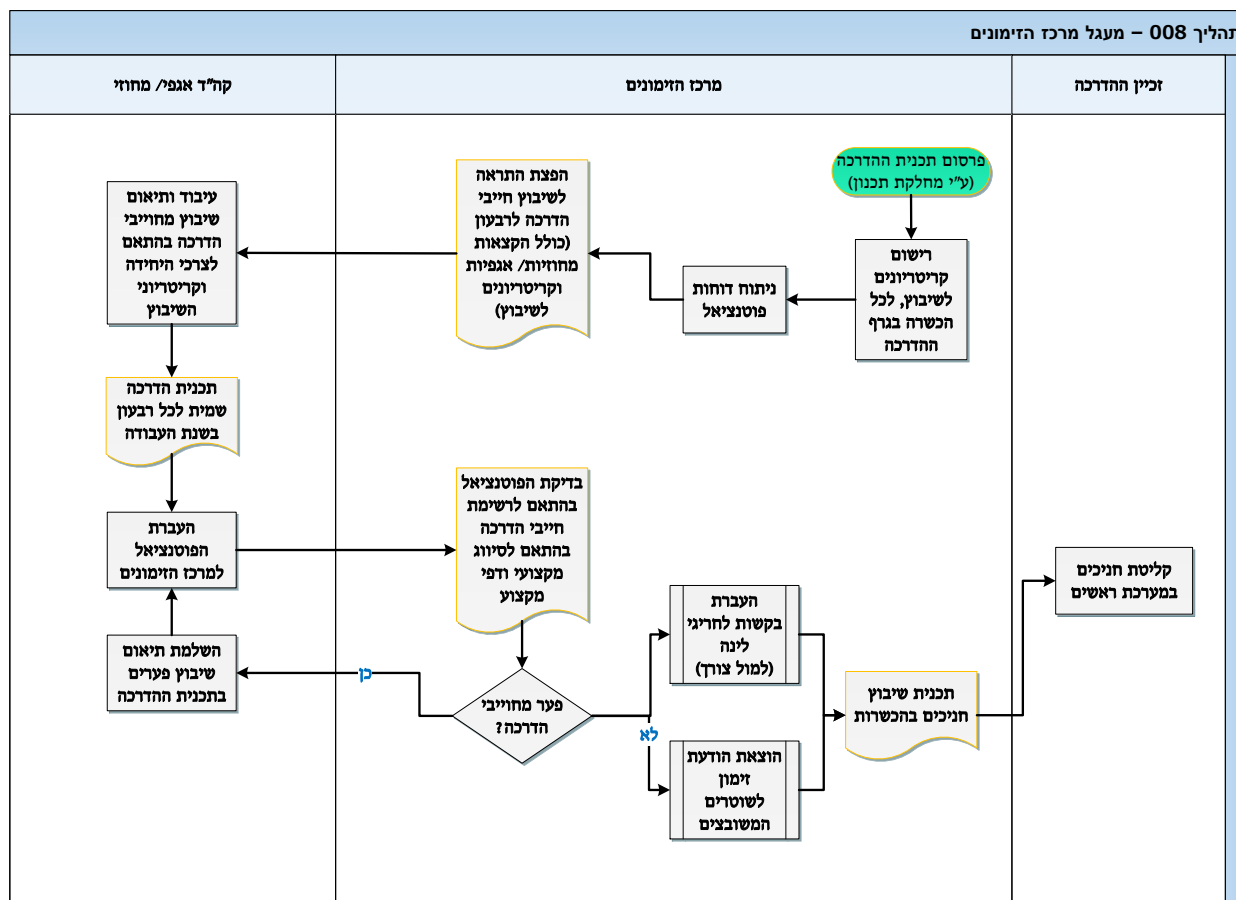 תהליך 008 – מעגל מרכז הזימונים
זכיין ההדרכה
מרכז הזימונים
קה"ד אגפי/ מחוזי
פרסום תכנית ההדרכה
(ע"י מחלקת תכנון)
רישום
קריטריונים
לשיבוץ, לכל
הכשרה בגרף
ההדרכה
ניתוח דוחות
פוטנציאל
הפצת התראה
לשיבוץ חייבי
הדרכה לרבעון
(כולל הקצאות
מחוזיות/ אגפיות
וקריטריונים
לשיבוץ)
עיבוד ותיאום
שיבוץ מחוייבי
הדרכה בהתאם
לצרכי היחידה
וקריטריוני
השיבוץ
תכנית הדרכה
שמית לכל רבעון
בשנת העבודה
העברת
הפוטנציאל
למרכז הזימונים
בדיקת הפוטנציאל
בהתאם לרשימת
חייבי הדרכה
בהתאם לסיווג
מקצועי ודפי
מקצוע
פער מחוייבי
הדרכה?
כן
השלמת תיאום
שיבוץ פערים
בתכנית ההדרכה
לא
העברת
בקשות לחריגי
לינה
(למול צורך)
הוצאת הודעת
זימון
לשוטרים
המשובצים
תכנית שיבוץ
חניכים בהכשרות
קליטת חניכים
במערכת ראשים